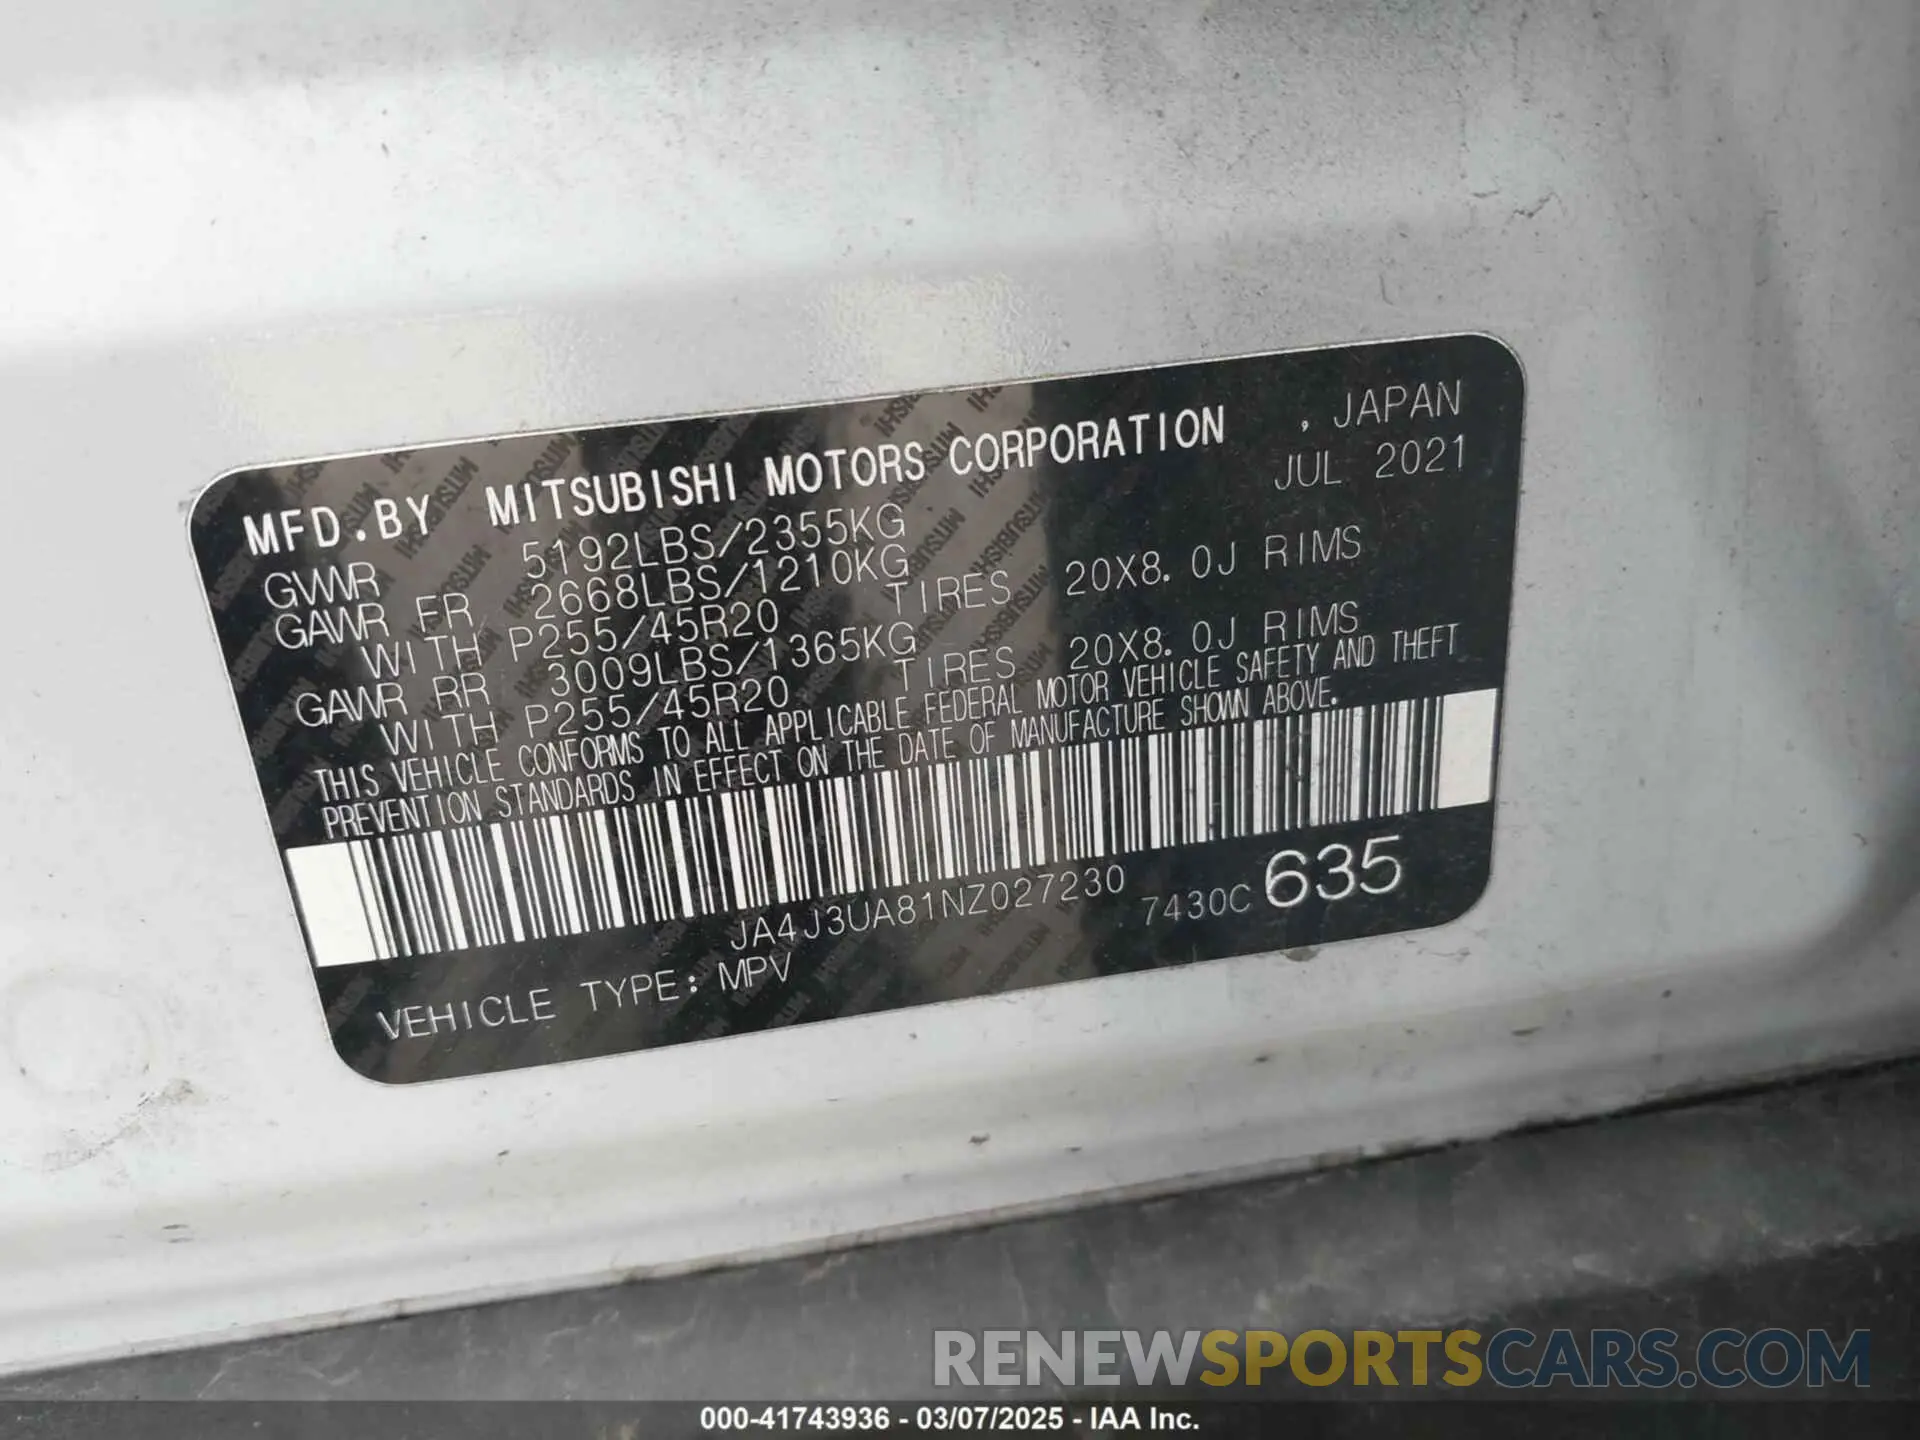 MFD.BY MITSUBISHI MOTORS CORPORATION , JAPAN
JUL 2021
GVWR 5192LBS/2355KG
GAWR FR 2668LBS/1210KG
WITH P255/45R20 TIRES 20X8.0J RIMS
GAWR RR 3009LBS/1365KG
WITH P255/45R20 TIRES 20X8.0J RIMS
THIS VEHICLE CONFORMS TO ALL APPLICABLE FEDERAL MOTOR VEHICLE SAFETY AND THEFT
PREVENTION STANDARDS IN EFFECT ON THE DATE OF MANUFACTURE SHOWN ABOVE.
JA4J3UA81NZ027230 7430C 635
VEHICLE TYPE: MPV
RENEWSPORTSCARS.COM
000-41743936 - 03/07/2025 - IAA Inc.